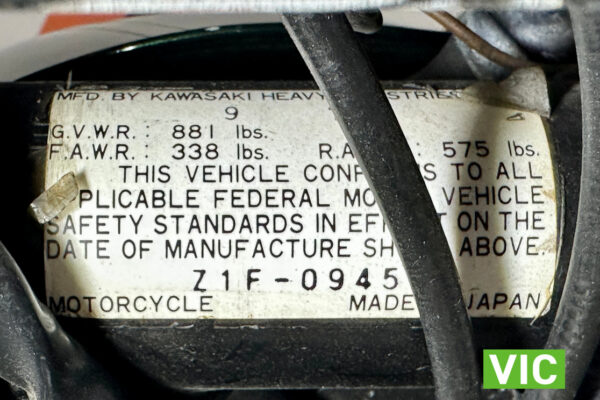 MFD. BY KAWASAKI HEAVY
9
G.V.W.R.: 881 lbs.
F.A.W.R.: 338 lbs. : 575 lbs.
THIS VEHICLE TO ALL
PLICABLE FEDERAL VEHICLE
SAFETY STANDARDS IN ON THE
DATE OF MANUFACTURE ABOVE.
Z1F-0945
MOTORCYCLE MADE JAPAN
VIC